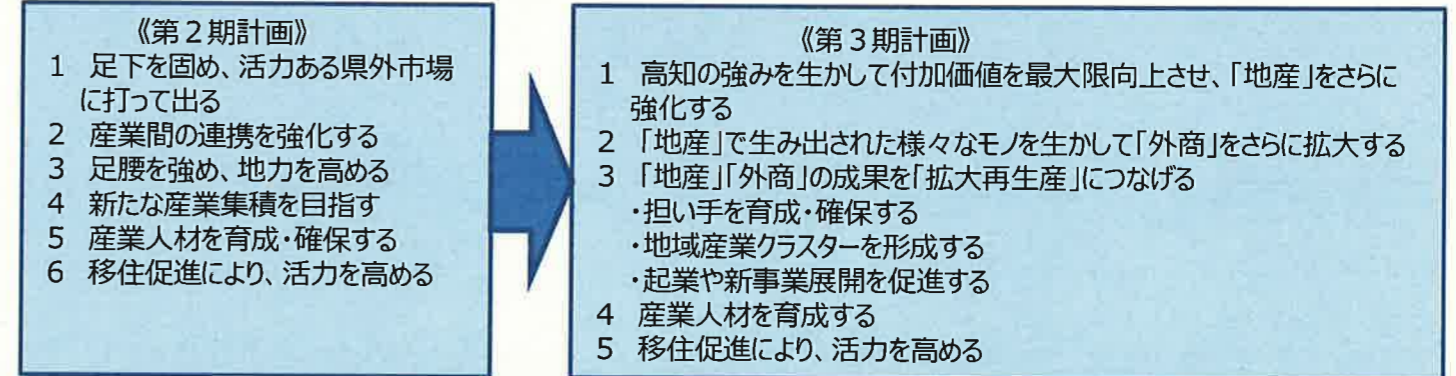 《第２期計画》
1　足下を固め、活力ある県外市場
に打って出る
2　産業間の連携を強化する
3　足腰を強め、地力を高める
4　新たな産業集積を目指す
5　産業人材を育成・確保する
6　移住促進により、活力を高める
《第３期計画》
1　高知の強みを生かして付加価値を最大限向上させ、「地産」をさらに
強化する
2　「地産」で生み出された様々なモノを生かして「外商」をさらに拡大する
3　「地産」「外商」の成果を「拡大再生産」につなげる
・担い手を育成・確保する
・地域産業クラスターを形成する
・起業や新事業展開を促進する
4　産業人材を育成する
5　移住促進により、活力を高める